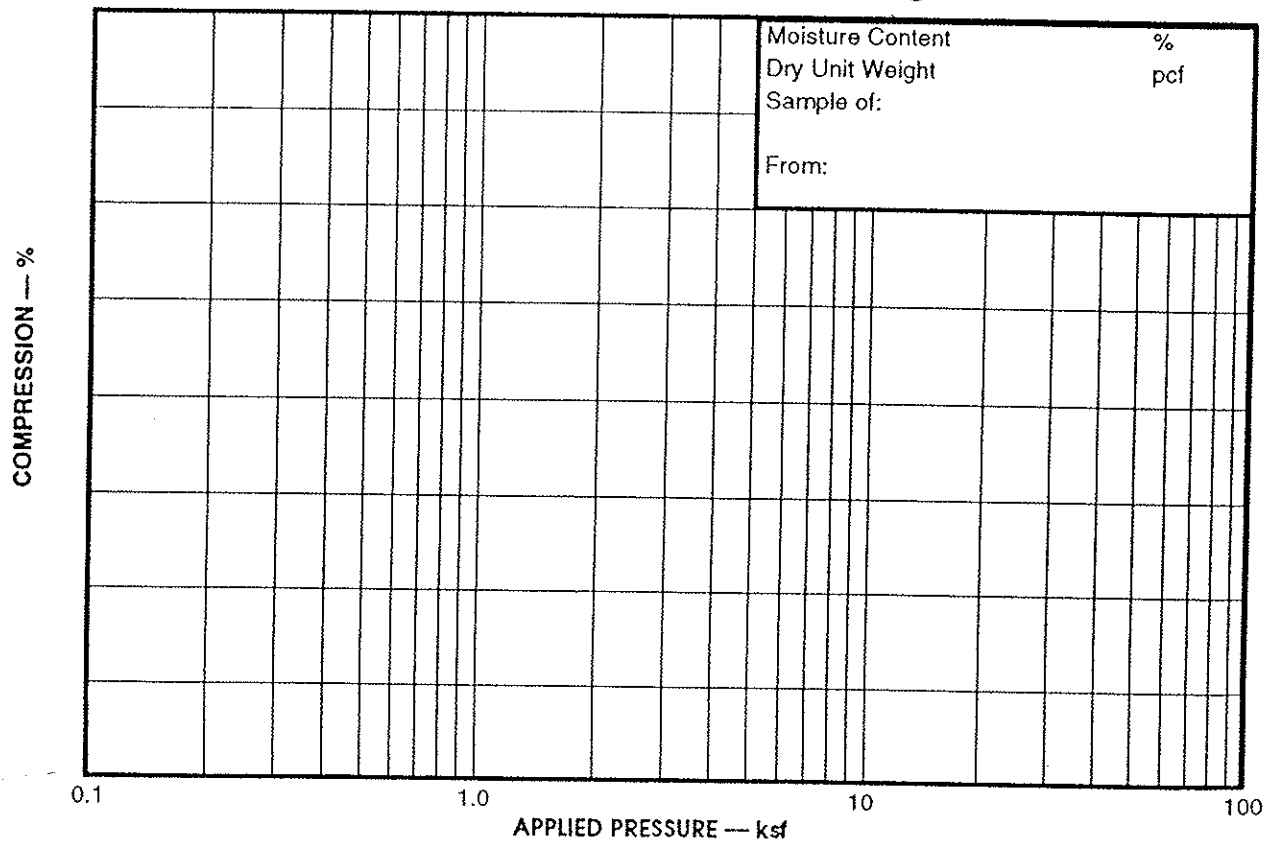 Moisture Content %
Dry Unit Weight pcf
Sample of:
From:
COMPRESSION — %
0.1 1.0 10 100
APPLIED PRESSURE — ksf